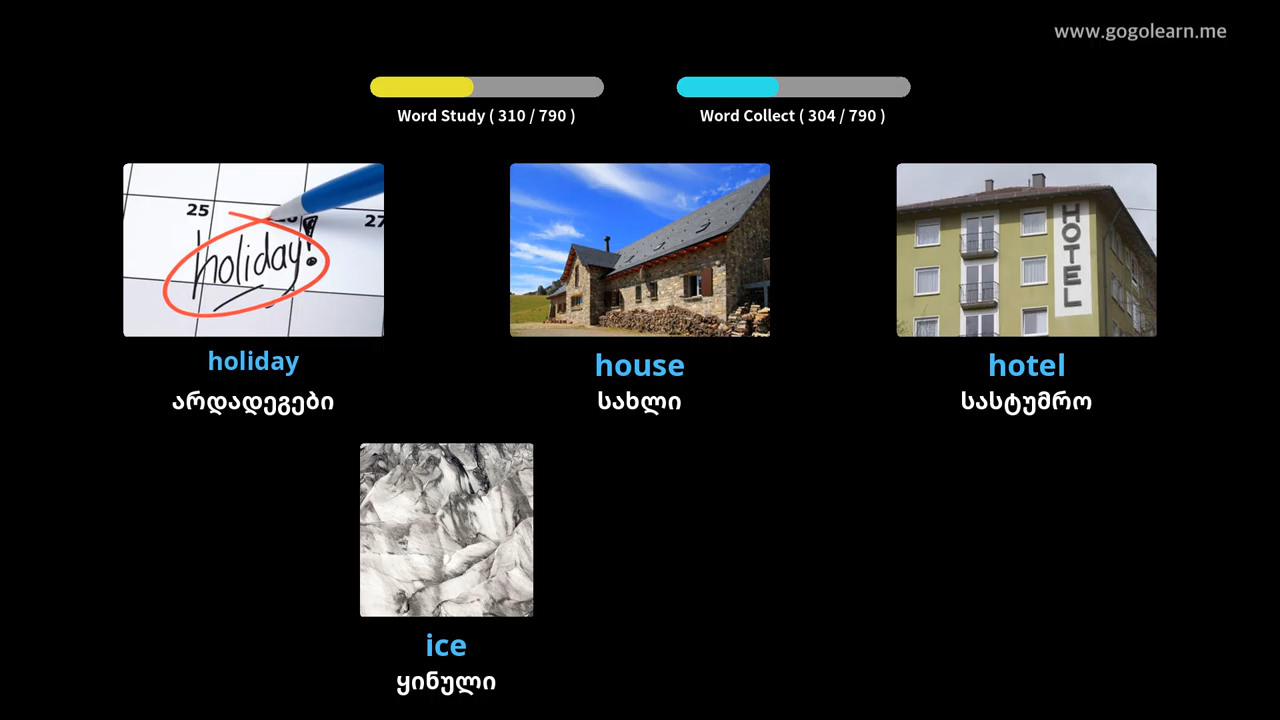 www.gogolearn.me
Word Study ( 310 / 790 )
Word Collect ( 304 / 790 )
25
27
holiday!
HOTEL
holiday
house
hotel
არდადეგები
სახლი
სასტუმრო
ice
ყინული